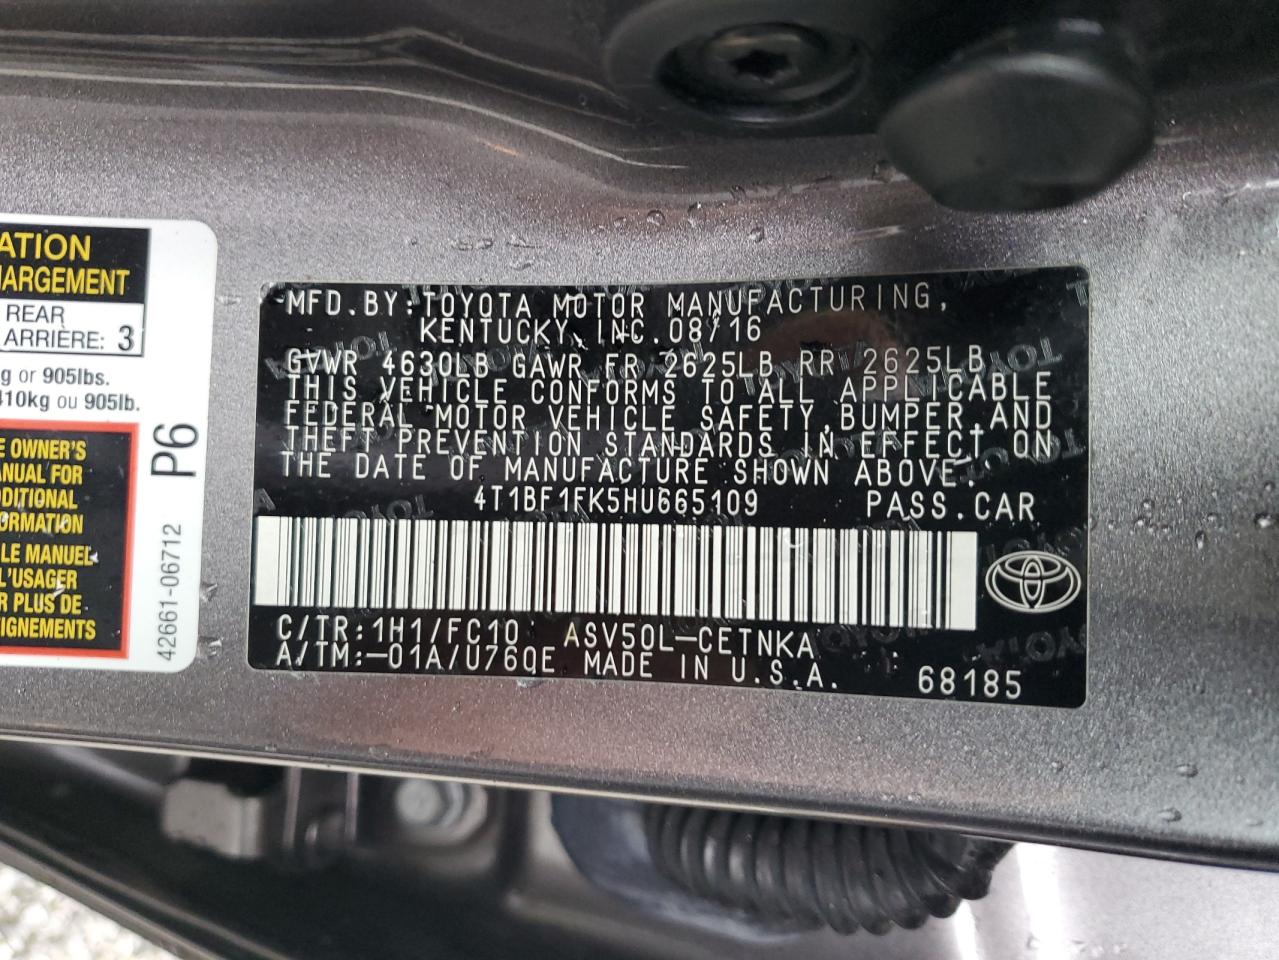 ATION
HARGEMENT
REAR
ARRIÈRE: 3
g or 905lbs.
410kg ou 905lb.
E OWNER'S
ANUAL FOR
DDITIONAL
ORMATION
LE MANUEL
L'USAGER
R PLUS DE
EIGNEMENTS
P6
42661-06712
MFD.BY:TOYOTA MOTOR MANUFACTURING,
KENTUCKY,INC.08/16
GVWR 4630LB GAWR FR 2625LB RR 2625LB
THIS VEHICLE CONFORMS TO ALL APPLICABLE
FEDERAL MOTOR VEHICLE SAFETY,BUMPER,AND
THEFT PREVENTION STANDARDS IN EFFECT ON
THE DATE OF MANUFACTURE SHOWN ABOVE.
4T1BF1FK5HU665109 PASS.CAR
C/TR:1H1/FC10 ASV50L-CETNKA
A/TM:-01A/U760E MADE IN U.S.A. 68185